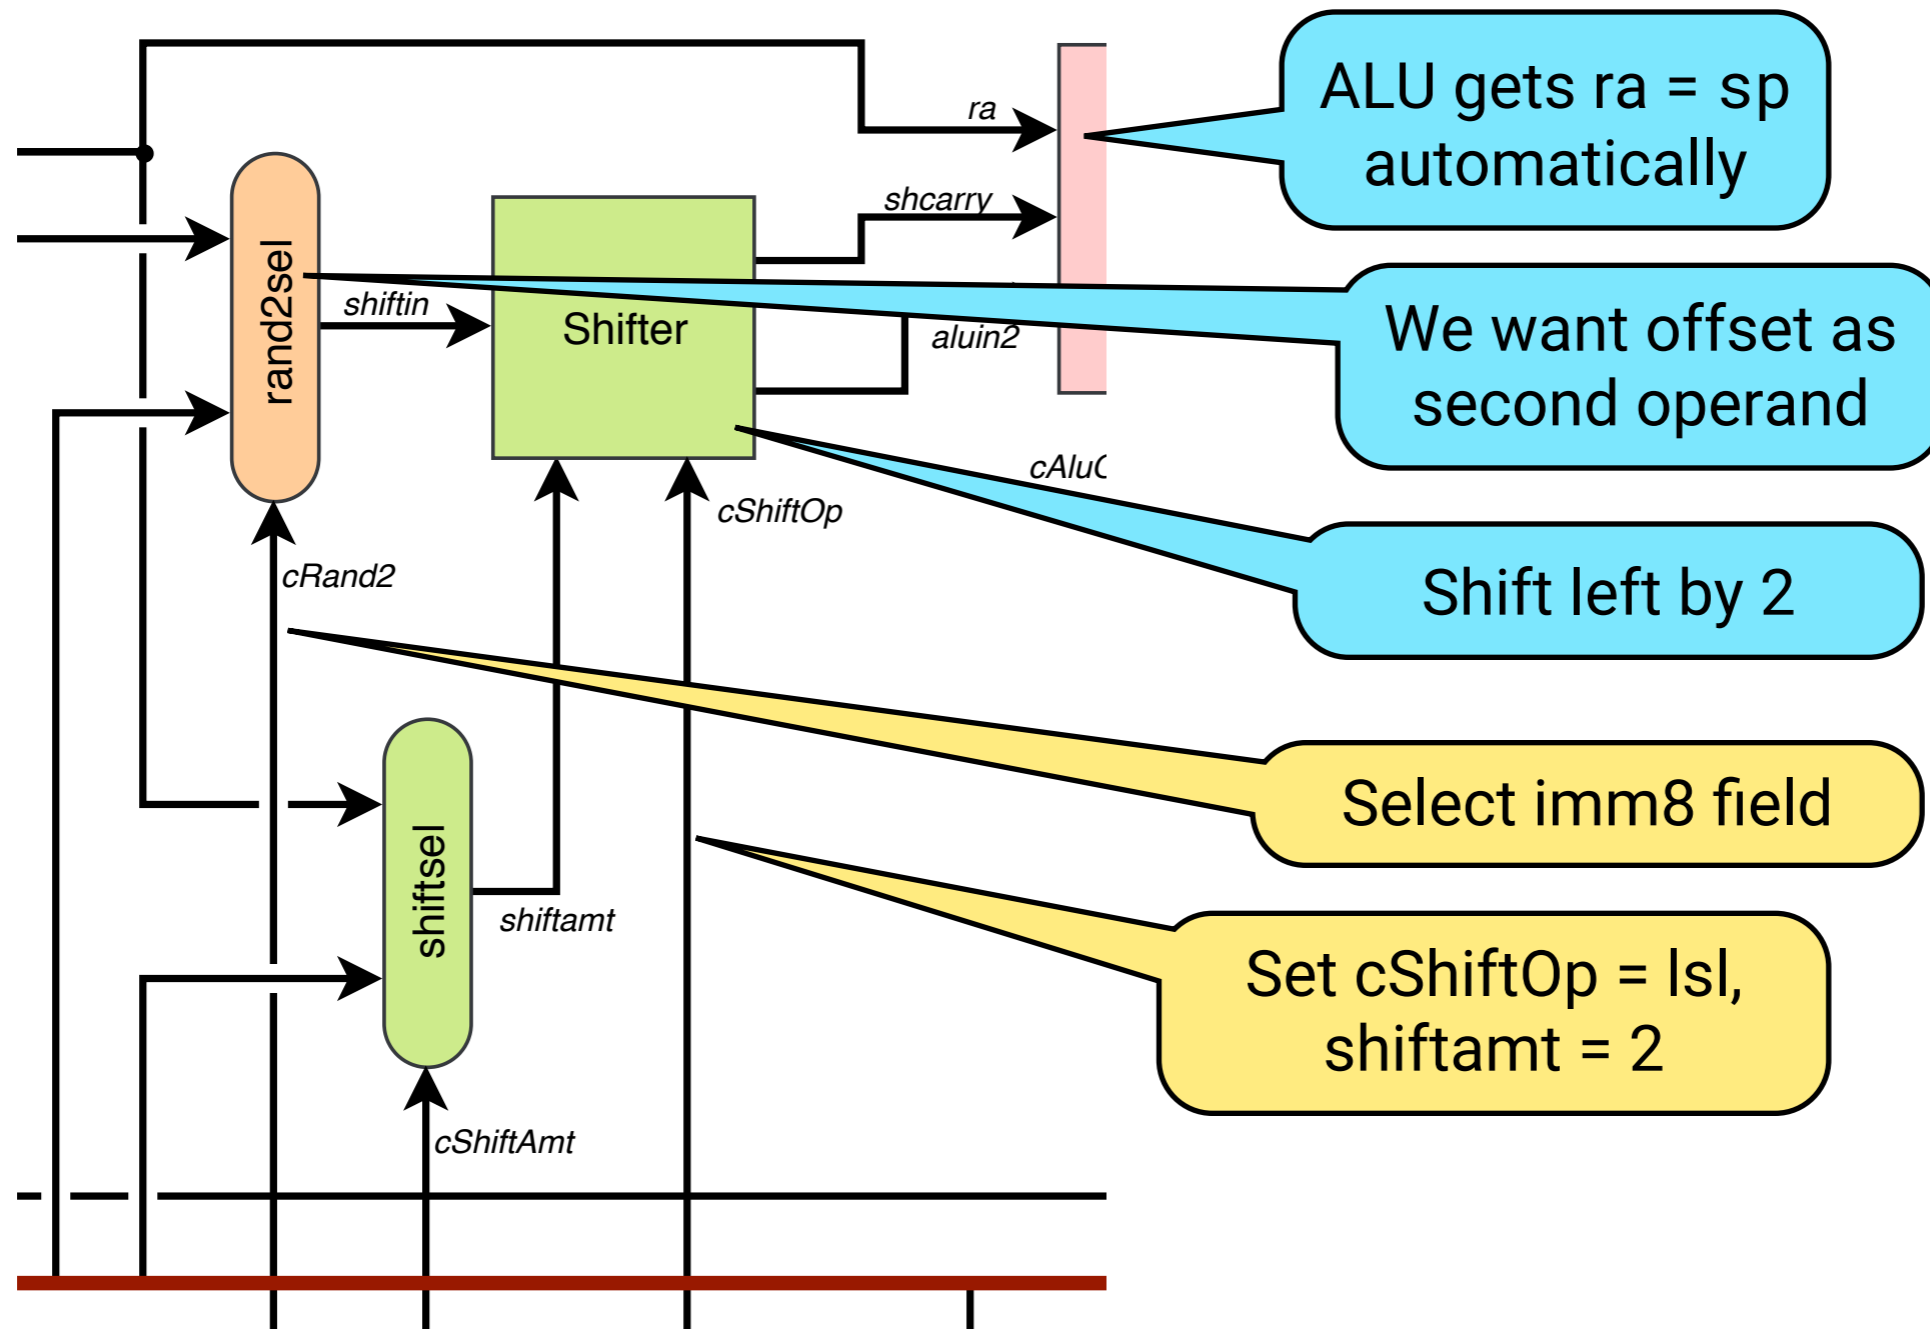 ra
ALU gets ra = sp
automatically
shcarry
rand2sel
shiftin
Shifter
aluin2
We want offset as
second operand
cShiftOp
cRand2
Shift left by 2
Select imm8 field
shiftsel
shiftamt
Set cShiftOp = lsl,
shiftamt = 2
cShiftAmt